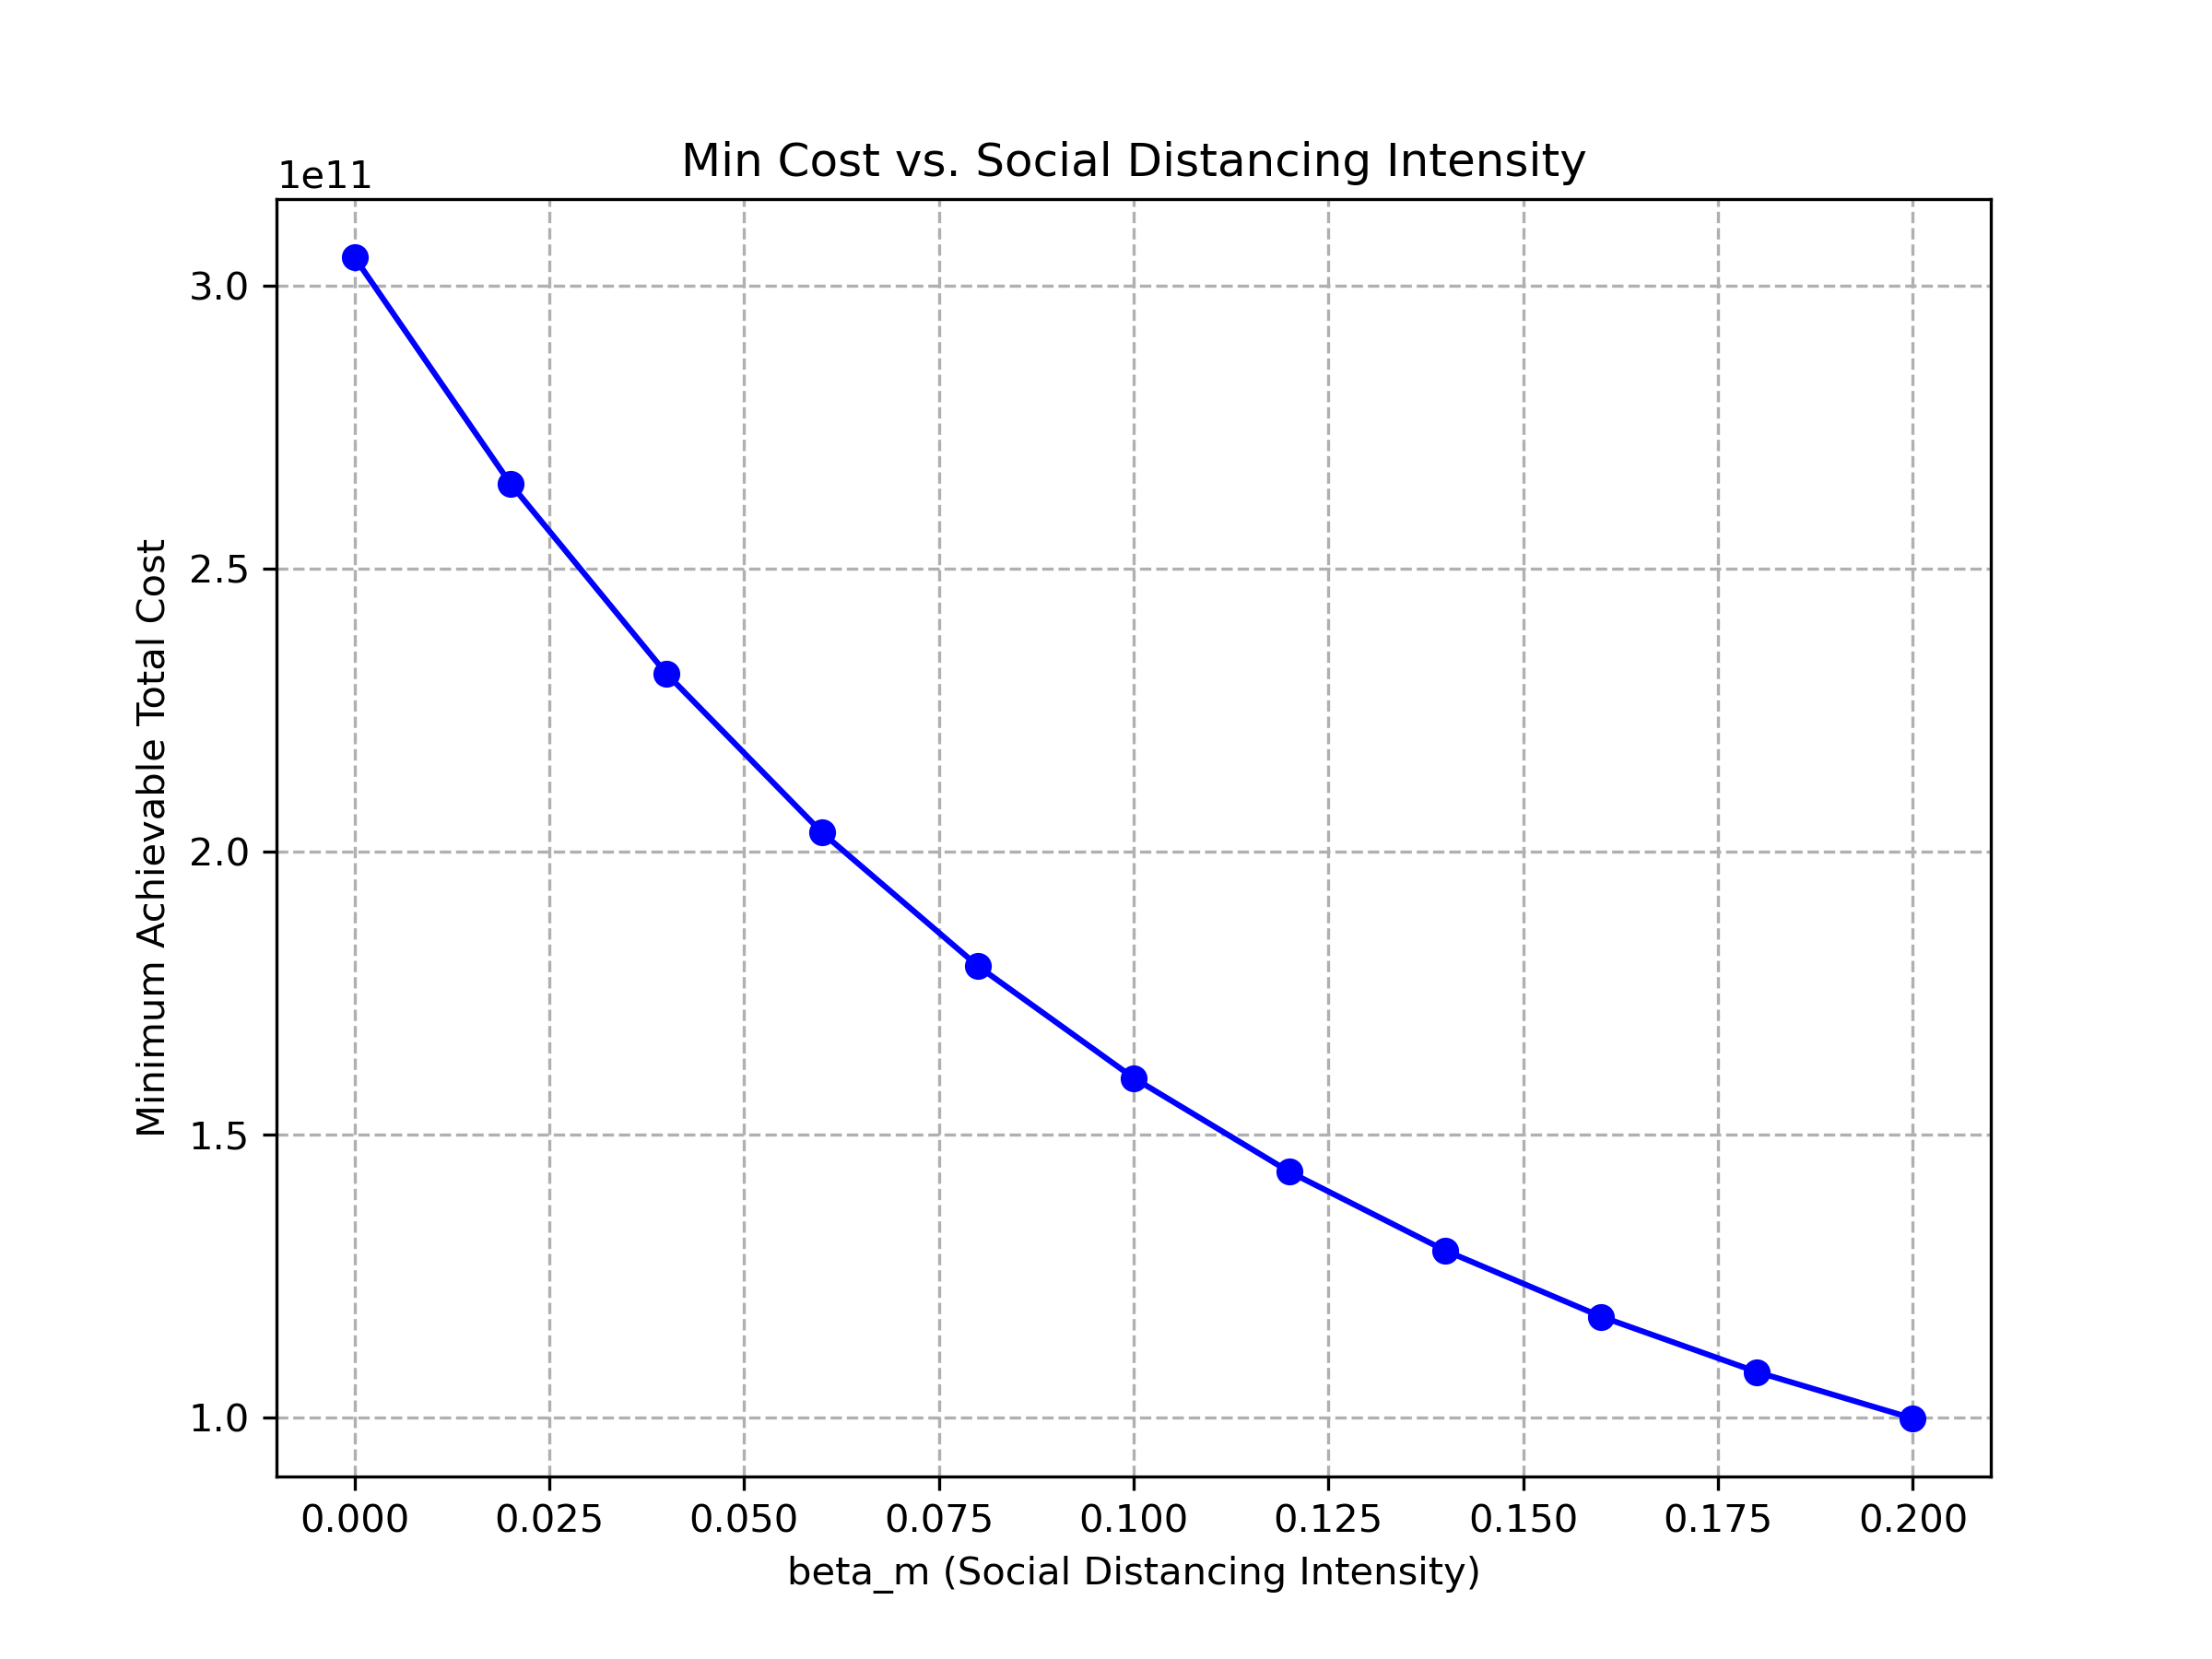 Min Cost vs. Social Distancing Intensity
1e11
3.0
2.5
2.0
1.5
1.0
Minimum Achievable Total Cost
0.000 0.025 0.050 0.075 0.100 0.125 0.150 0.175 0.200
beta_m (Social Distancing Intensity)